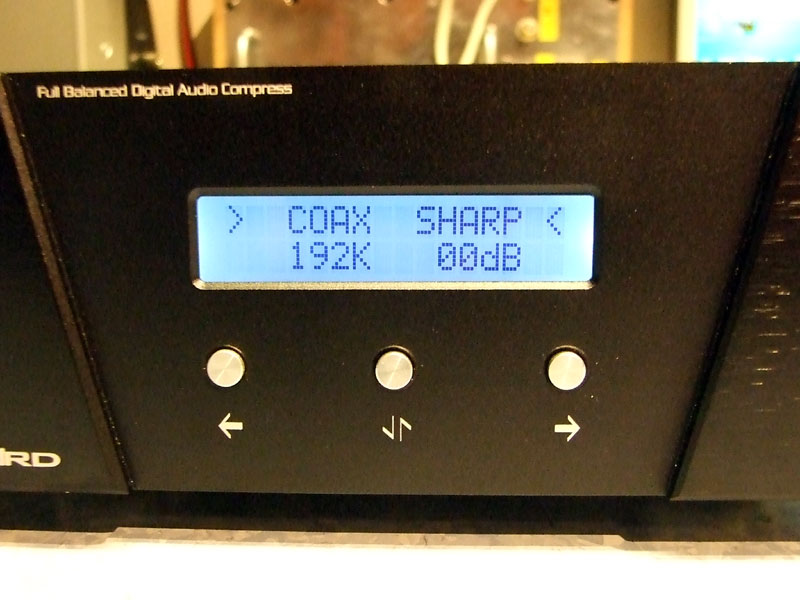 Full Balanced Digital Audio Compress
> COAX SHARP <
192K 00dB
← ⇵ →